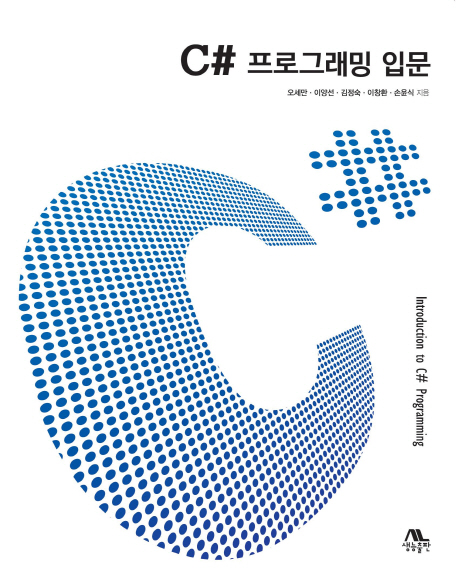 C# 프로그래밍 입문
오세만 · 이양선 · 김정숙 · 이창환 · 손윤식 지음
C#
Introduction to C# Programming
생능출판